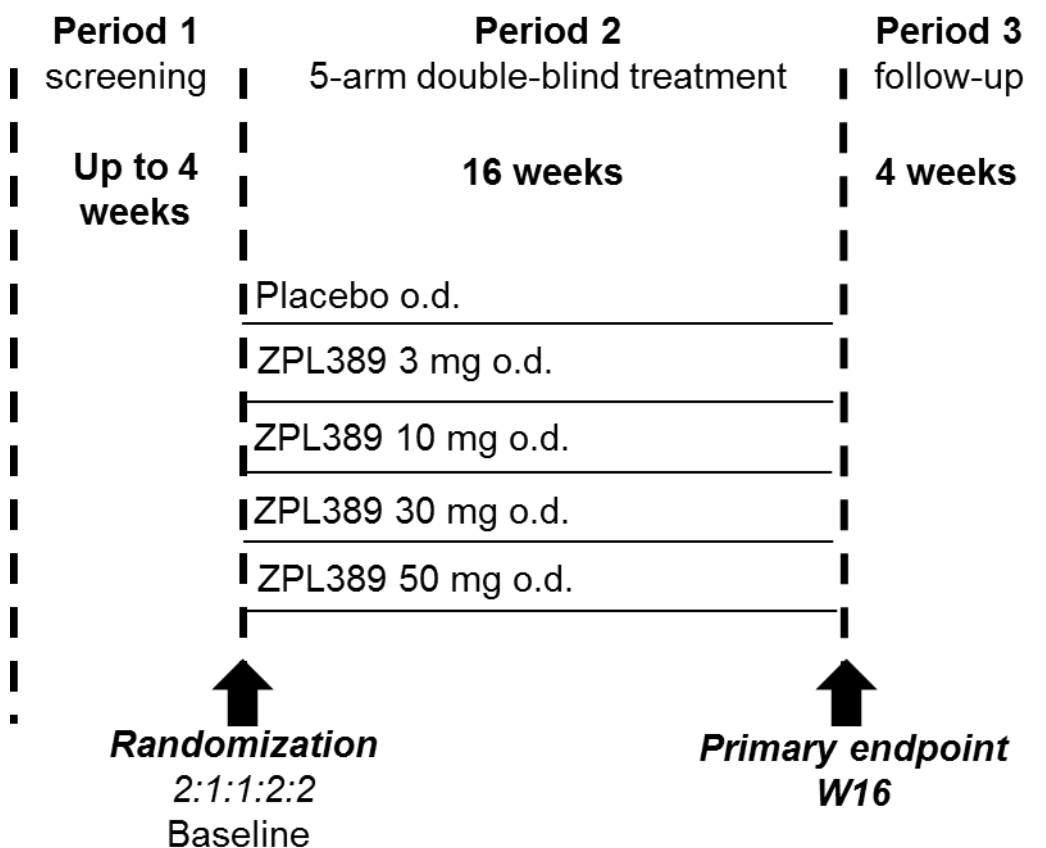 Period 1
screening
Up to 4
weeks
Period 2
5-arm double-blind treatment
16 weeks
Period 3
follow-up
4 weeks
Placebo o.d.
ZPL389 3 mg o.d.
ZPL389 10 mg o.d.
ZPL389 30 mg o.d.
ZPL389 50 mg o.d.
Randomization
2:1:1:2:2
Baseline
Primary endpoint
W16